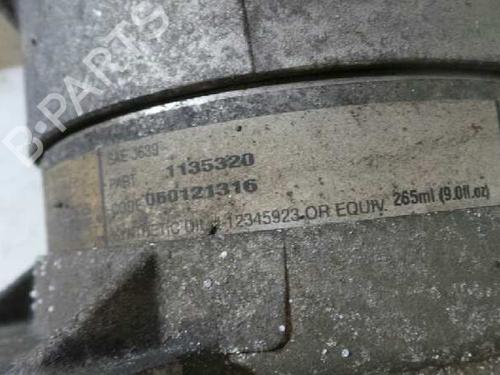 B-PARTS
SAE J639
PART 1135320
CODE 060121316
SYNTHETIC OIL # 12345923 OR EQUIV. 265ml (9.0fl.oz)